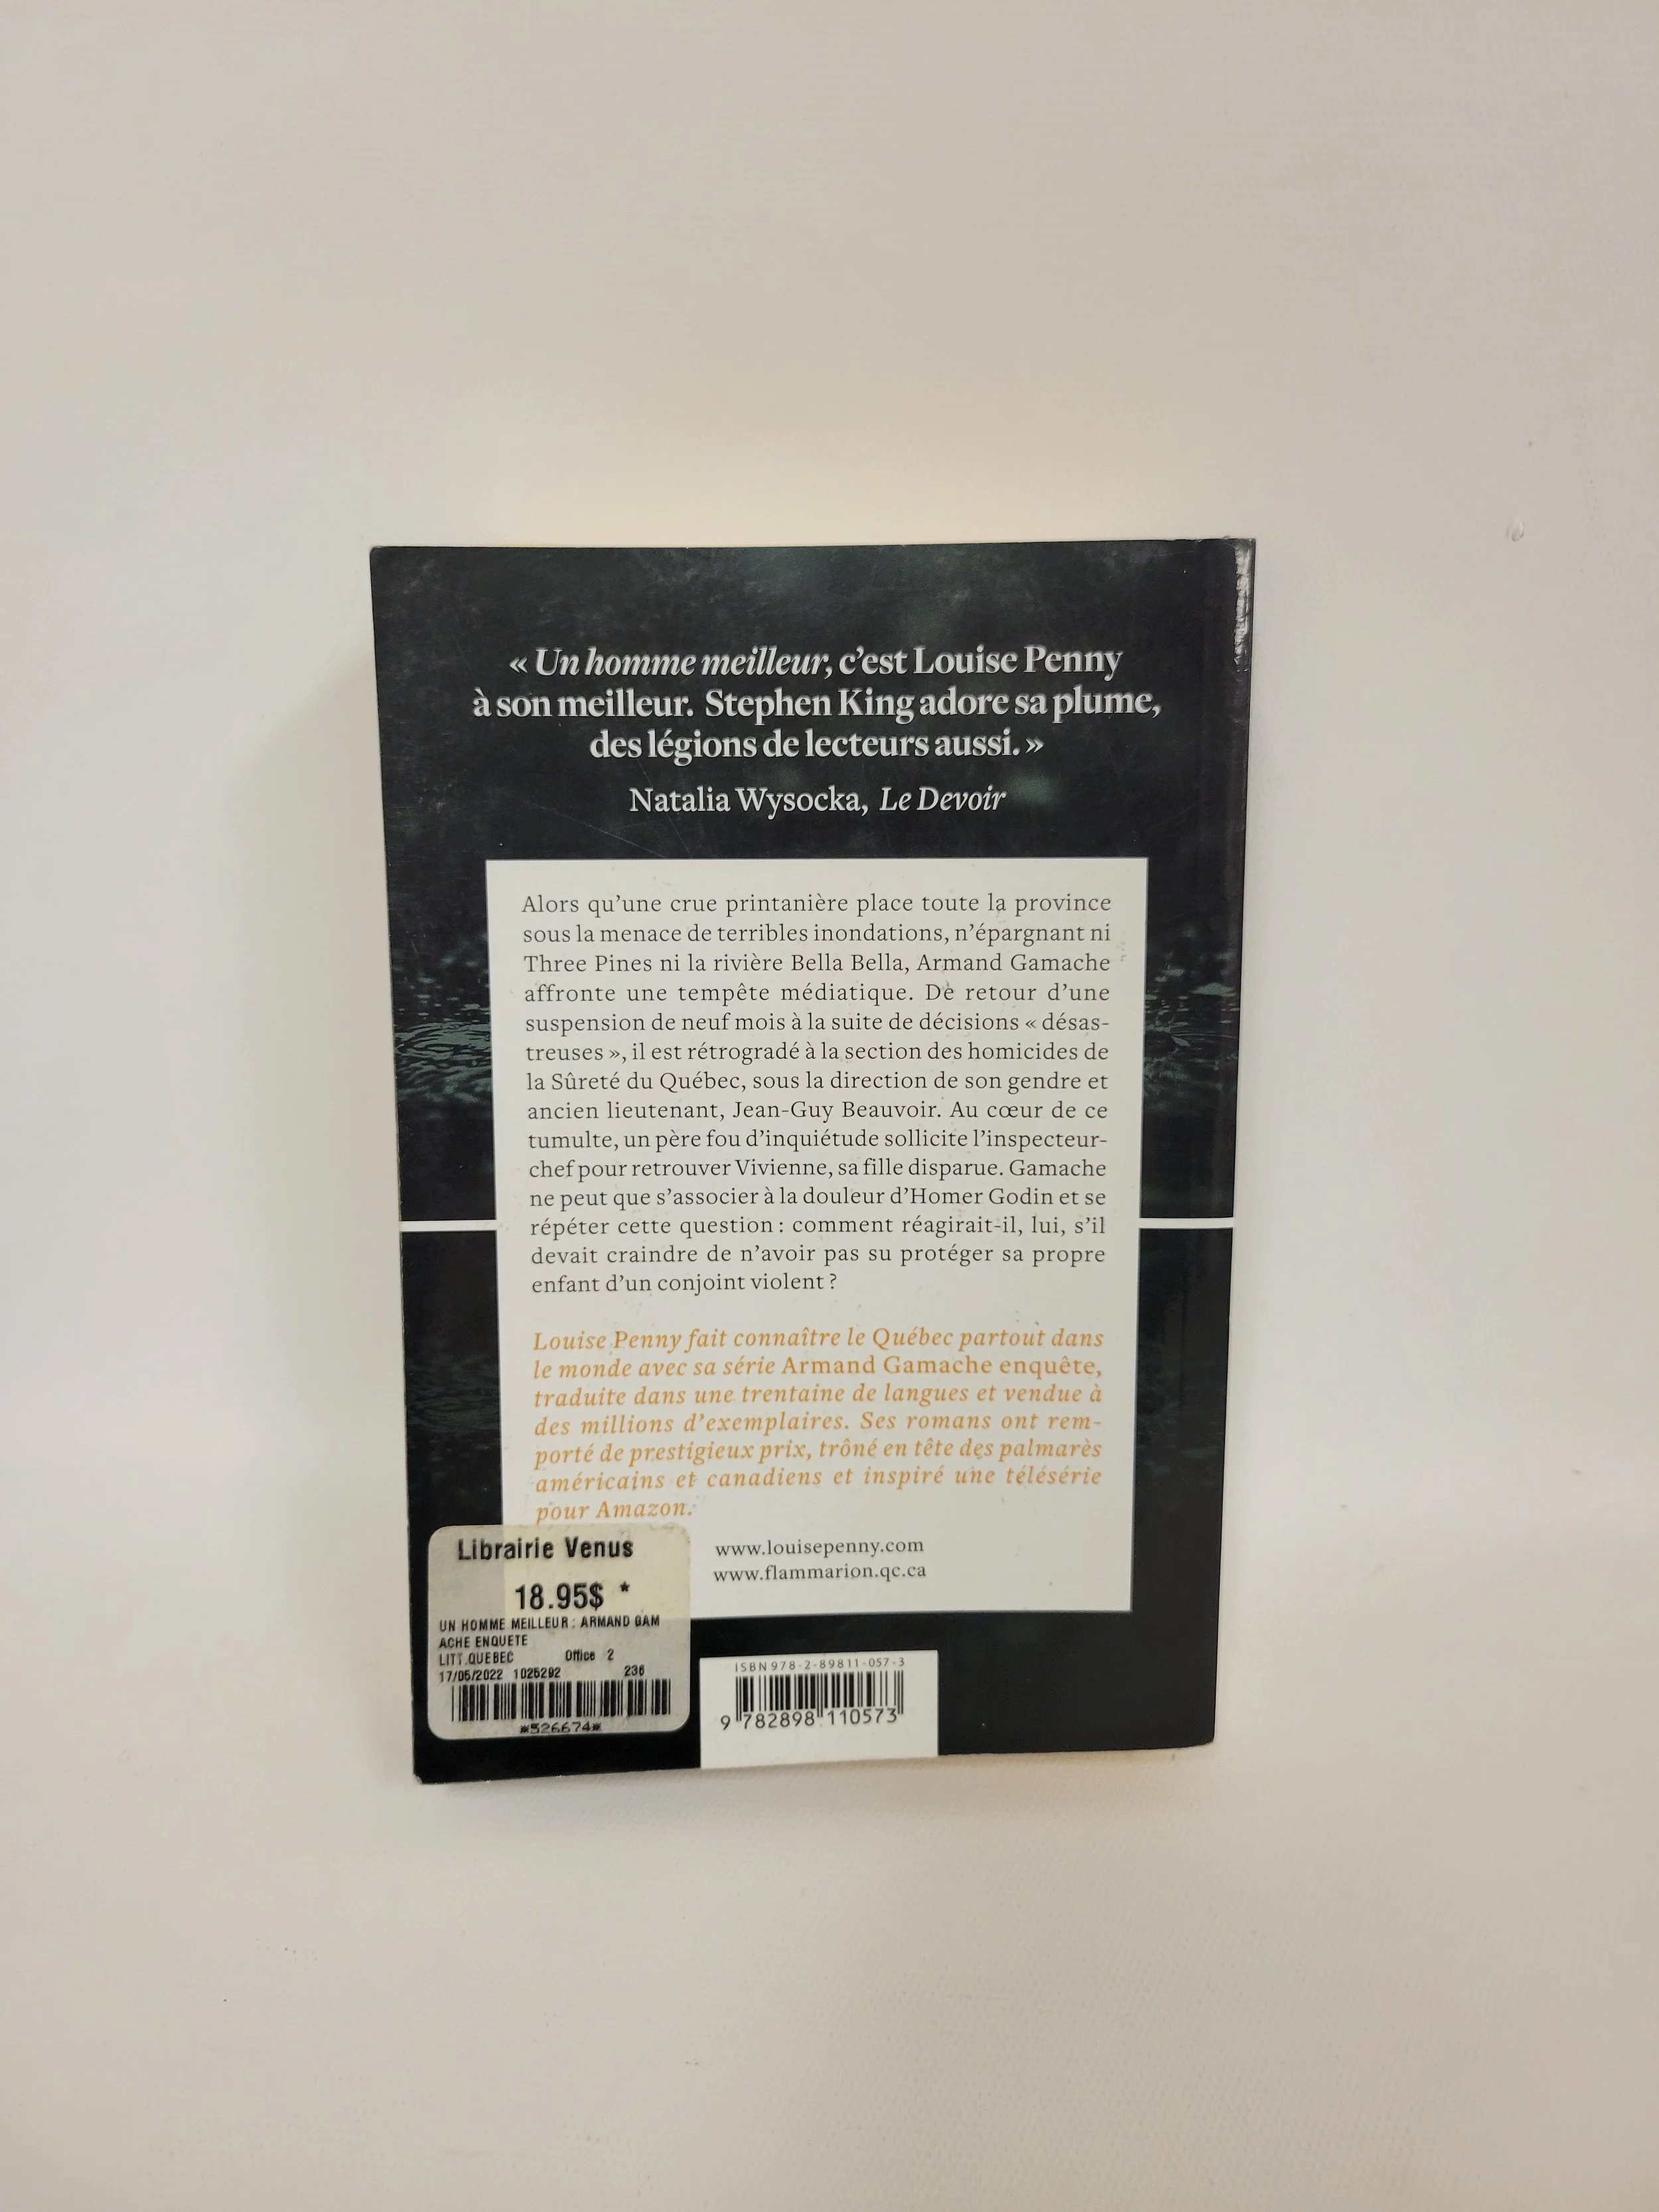 « Un homme meilleur, c’est Louise Penny
à son meilleur. Stephen King adore sa plume,
des légions de lecteurs aussi. »
Natalia Wysocka, Le Devoir
Alors qu’une crue printanière place toute la province
sous la menace de terribles inondations, n’épargnant ni
Three Pines ni la rivière Bella Bella, Armand Gamache
affronte une tempête médiatique. De retour d’une
suspension de neuf mois à la suite de décisions « désas-
treuses », il est rétrogradé à la section des homicides de
la Sûreté du Québec, sous la direction de son gendre et
ancien lieutenant, Jean-Guy Beauvoir. Au cœur de ce
tumulte, un père fou d’inquiétude sollicite l’inspecteur-
chef pour retrouver Vivienne, sa fille disparue. Gamache
ne peut que s’associer à la douleur d’Homer Godin et se
répéter cette question : comment réagirait-il, lui, s’il
devait craindre de n’avoir pas su protéger sa propre
enfant d’un conjoint violent ?
Louise Penny fait connaître le Québec partout dans
le monde avec sa série Armand Gamache enquête,
traduite dans une trentaine de langues et vendue à
des millions d’exemplaires. Ses romans ont rem-
porté de prestigieux prix, trôné en tête des palmarès
américains et canadiens et inspiré une télésérie
pour Amazon.
www.louisepenny.com
www.flammarion.qc.ca
Librairie Venus
18.95$ *
UN HOMME MEILLEUR : ARMAND GAM
ACHE ENQUETE
LITT.QUEBEC Office 2
17/05/2022 1025292 236
*526674*
ISBN 978-2-89811-057-3
9 782898 110573